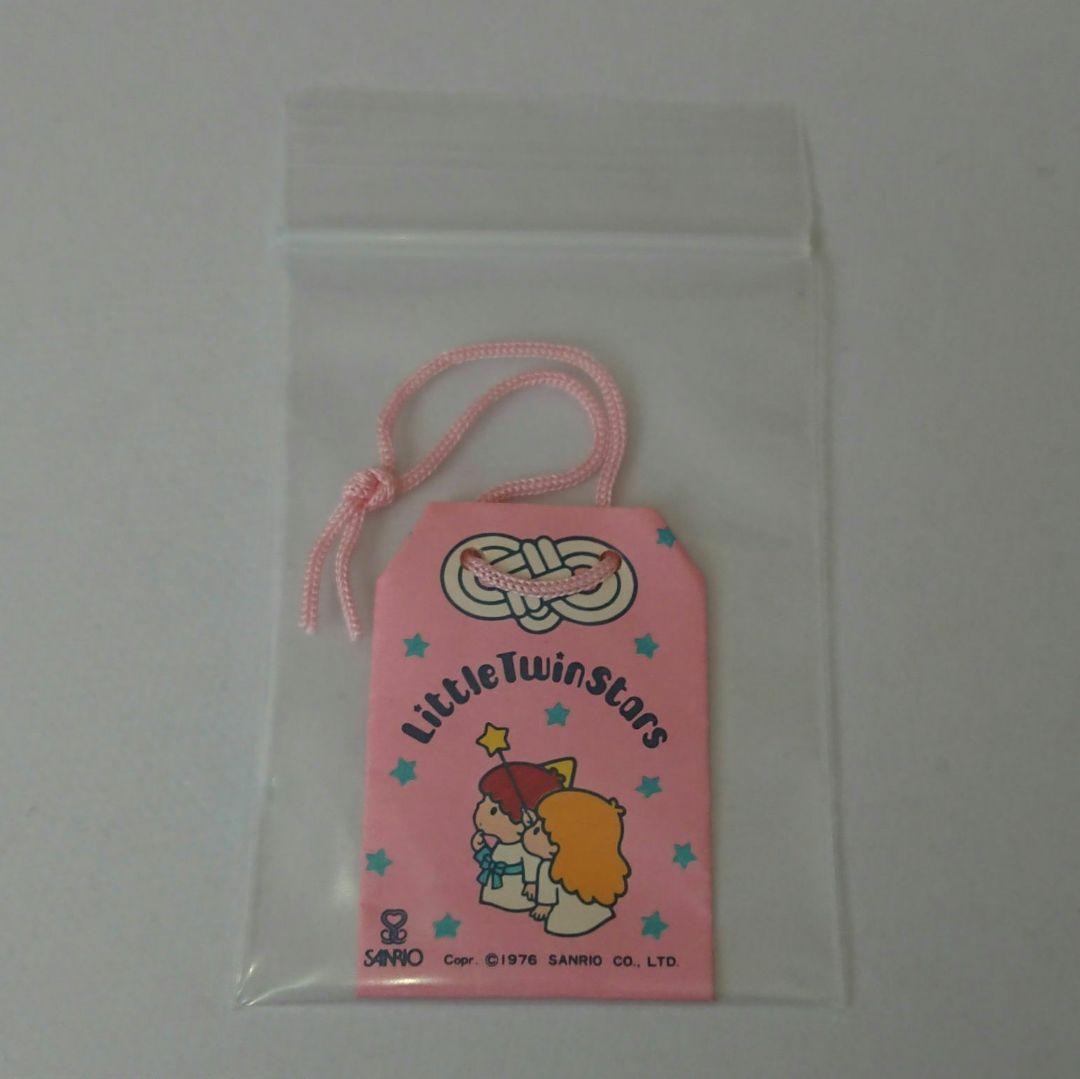 LittleTwinStars
SANRIO
Copr. ©1976 SANRIO CO., LTD.